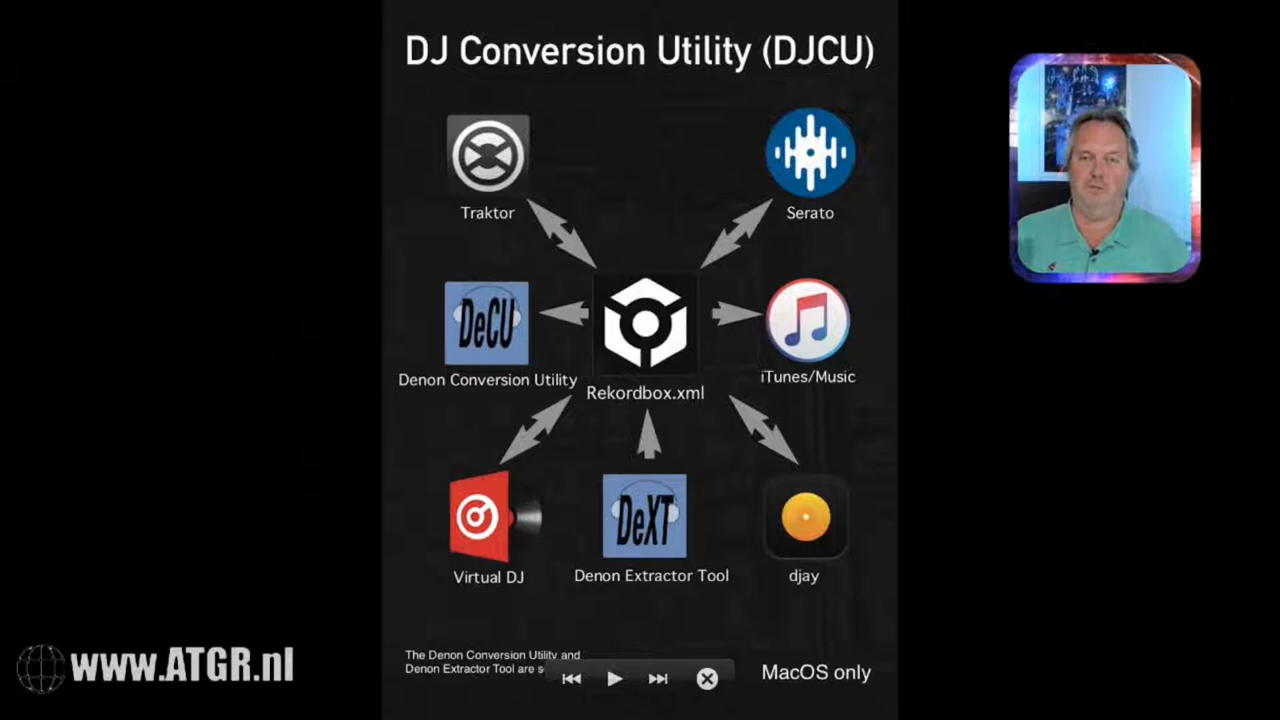 DJ Conversion Utility (DJCU)
Traktor
Serato
DeCU
Denon Conversion Utility
Rekordbox.xml
iTunes/Music
Virtual DJ
DeXT
Denon Extractor Tool
djay
The Denon Conversion Utility and
Denon Extractor Tool are
MacOS only
www.ATGR.nl